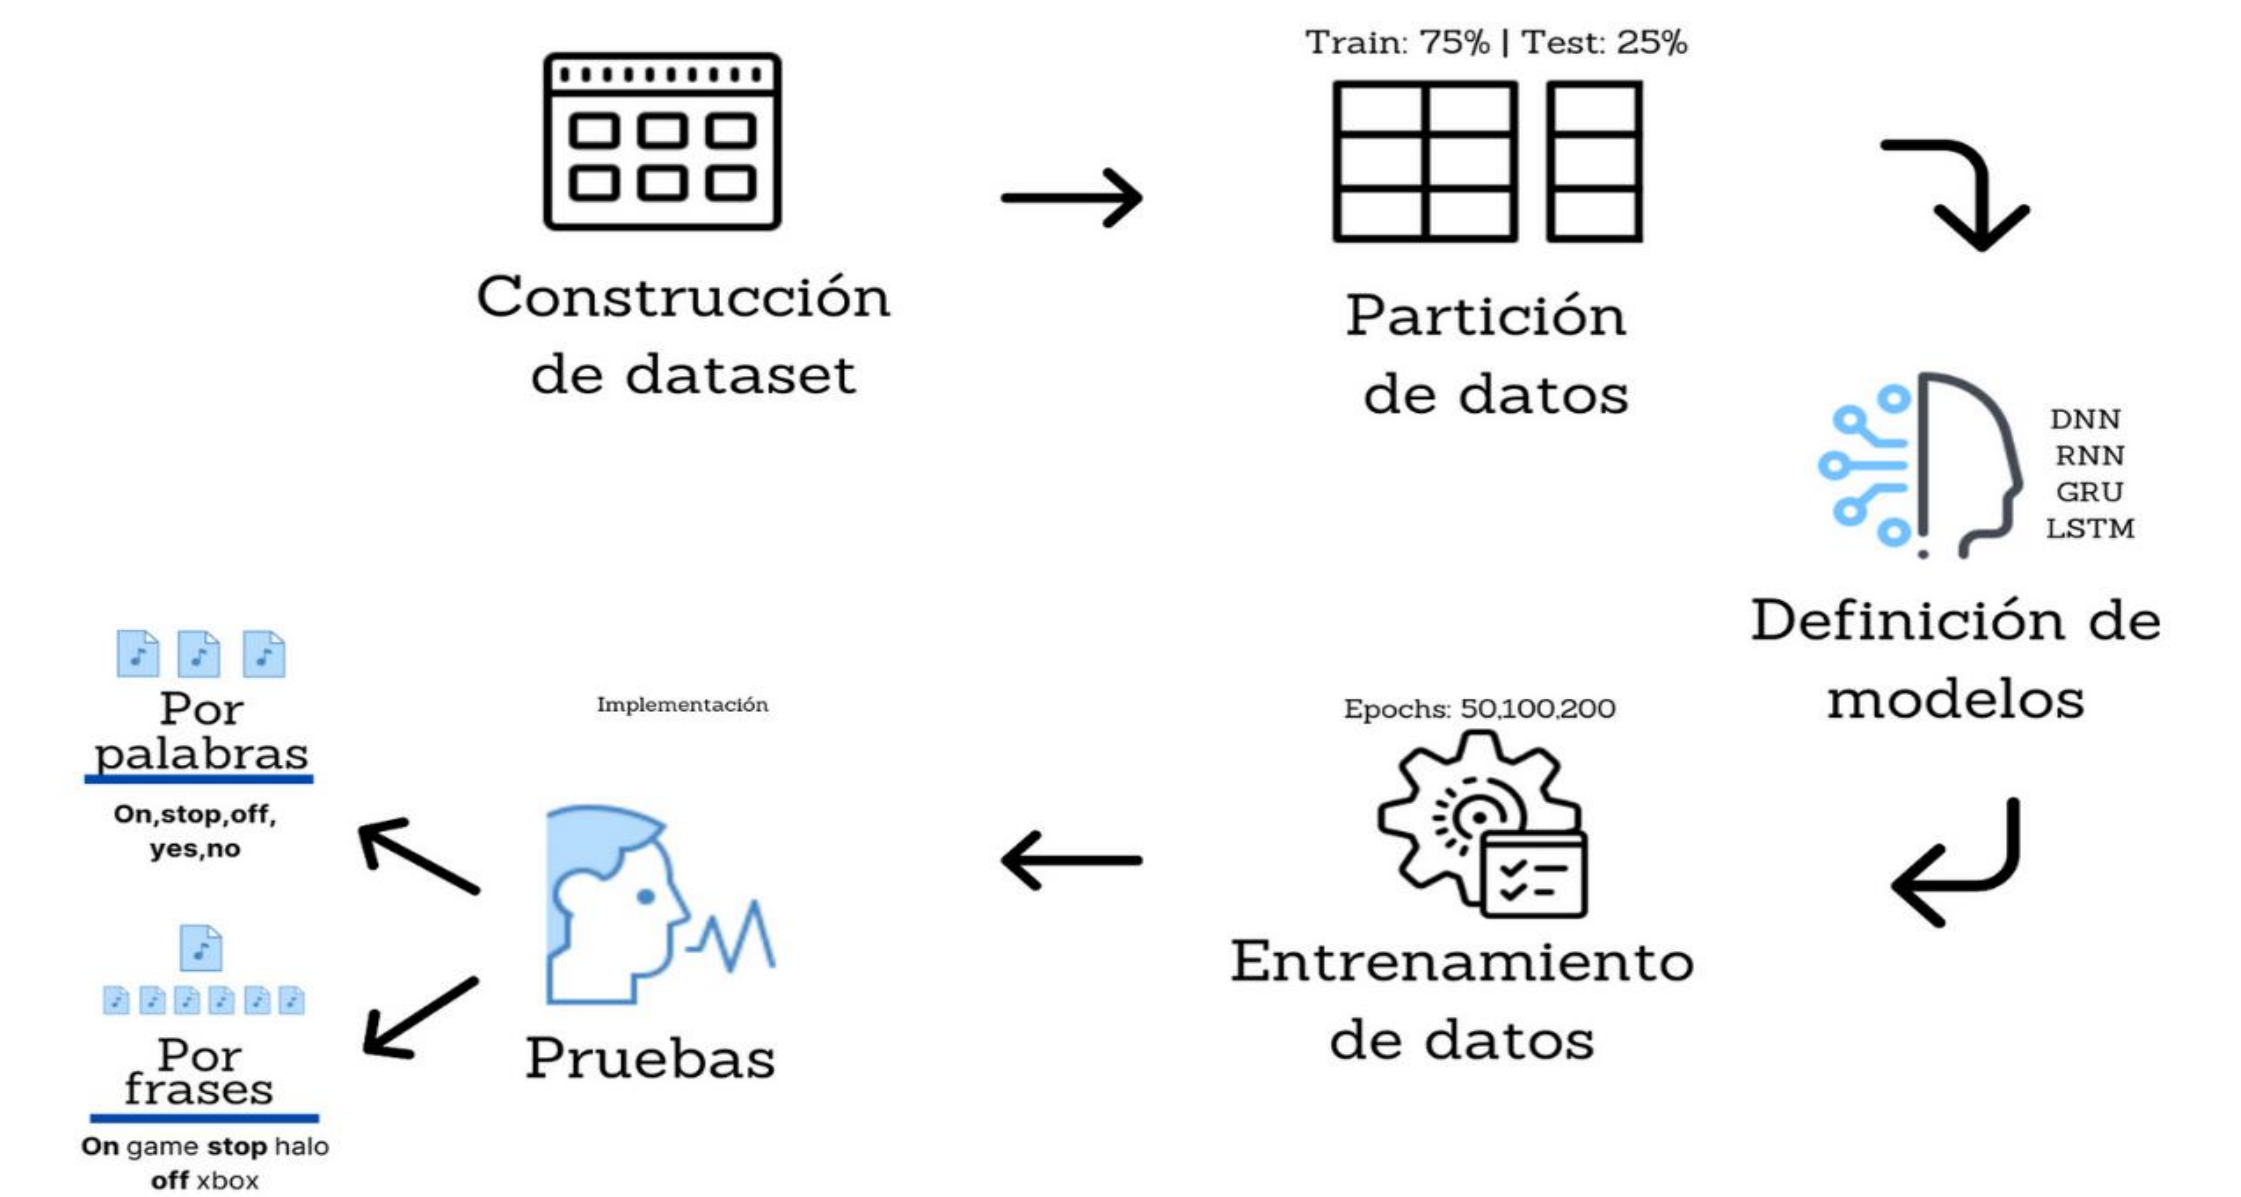 Construcción
de dataset
Train: 75% | Test: 25%
Partición
de datos
DNN
RNN
GRU
LSTM
Definición de
modelos
Epochs: 50,100,200
Entrenamiento
de datos
Implementación
Pruebas
Por
palabras
On,stop,off,
yes,no
Por
frases
On game stop halo
off xbox